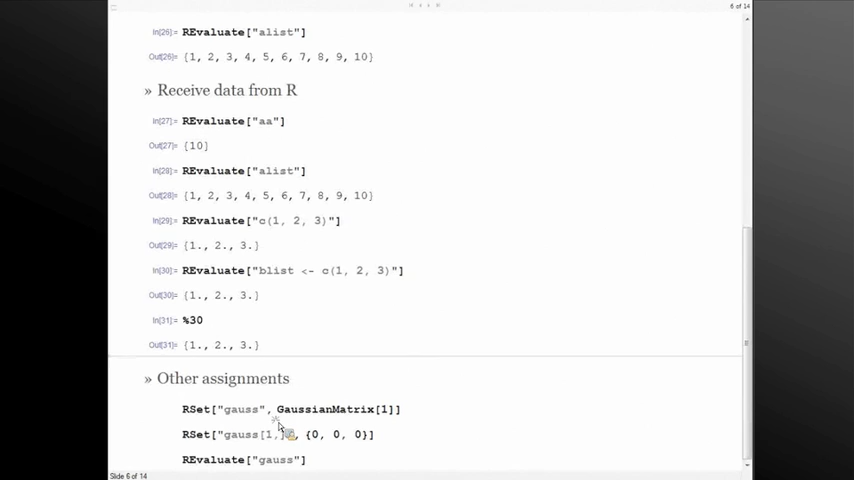 6 of 14
In[26]:= REvaluate["alist"]
Out[26]= {1, 2, 3, 4, 5, 6, 7, 8, 9, 10}
» Receive data from R
In[27]:= REvaluate["aa"]
Out[27]= {10}
In[28]:= REvaluate["alist"]
Out[28]= {1, 2, 3, 4, 5, 6, 7, 8, 9, 10}
In[29]:= REvaluate["c(1, 2, 3)"]
Out[29]= {1., 2., 3.}
In[30]:= REvaluate["blist <- c(1, 2, 3)"]
Out[30]= {1., 2., 3.}
In[31]:= %30
Out[31]= {1., 2., 3.}
» Other assignments
RSet["gauss", GaussianMatrix[1]]
RSet["gauss[1, , {0, 0, 0}]
REvaluate["gauss"]
Slide 6 of 14